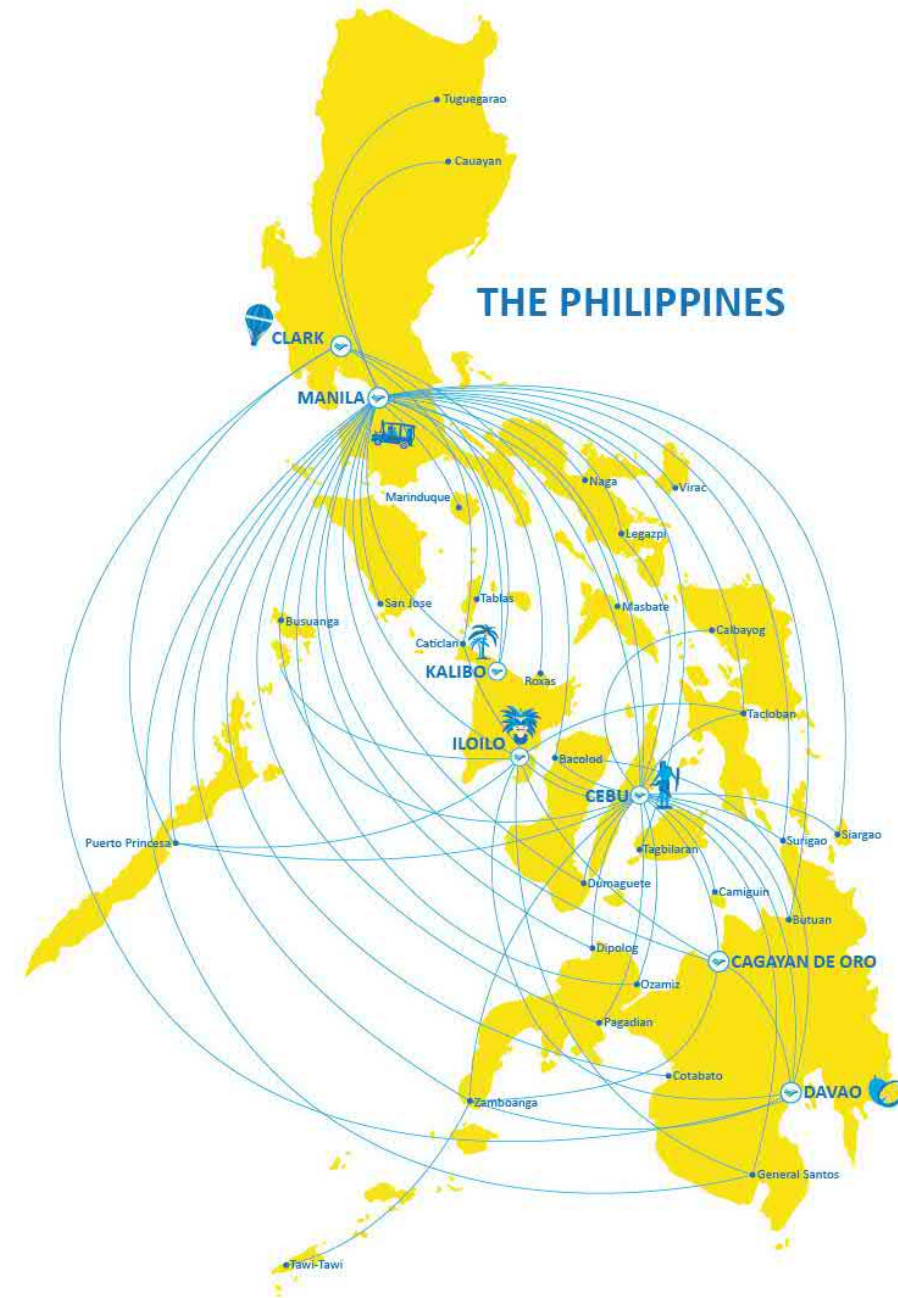 Tuguegarao
Cauayan
THE PHILIPPINES
CLARK
MANILA
Naga
Virac
Marinduque
Legazpi
San Jose
Tablas
Masbate
Busuanga
Calbayog
Caticlan
KALIBO
Roxas
Tacloban
ILOILO
Bacolod
CEBU
Siargao
Surigao
Puerto Princesa
Tagbilaran
Dumaguete
Camiguin
Butuan
Dipolog
CAGAYAN DE ORO
Ozamiz
Pagadian
Cotabato
DAVAO
Zamboanga
General Santos
Tawi-Tawi